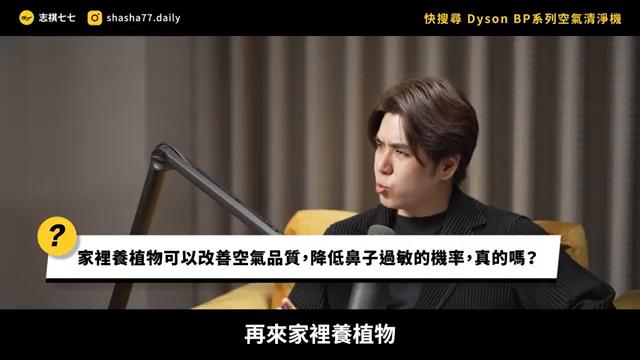 志祺七七
shasha77.daily
快搜尋 Dyson BP系列空氣清淨機
?
家裡養植物可以改善空氣品質，降低鼻子過敏的機率，真的嗎？
再來家裡養植物